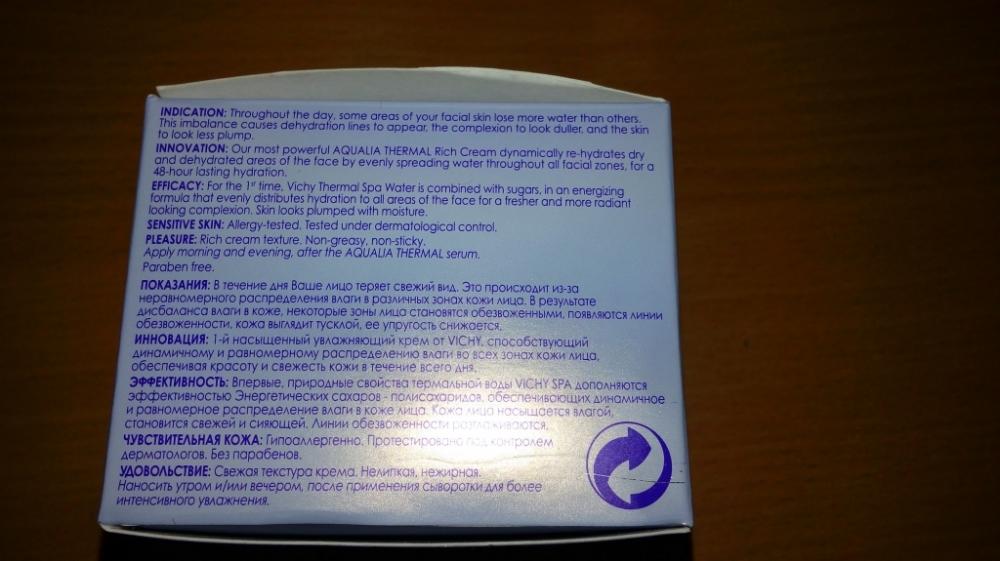 INDICATION: Throughout the day, some areas of your facial skin lose more water than others.
This imbalance causes dehydration lines to appear, the complexion to look duller, and the skin
to look less plump.
INNOVATION: Our most powerful AQUALIA THERMAL Rich Cream dynamically re-hydrates dry
and dehydrated areas of the face by evenly spreading water throughout all facial zones, for a
48-hour lasting hydration.
EFFICACY: For the 1st time, Vichy Thermal Spa Water is combined with sugars, in an energizing
formula that evenly distributes hydration to all areas of the face for a fresher and more radiant
looking complexion. Skin looks plumped with moisture.
SENSITIVE SKIN: Allergy-tested. Tested under dermatological control.
PLEASURE: Rich cream texture. Non-greasy, non-sticky.
Apply morning and evening, after the AQUALIA THERMAL serum.
Paraben free.
ПОКАЗАНИЯ: В течение дня Ваше лицо теряет свежий вид. Это происходит из-за
неравномерного распределения влаги в различных зонах кожи лица. В результате
дисбаланса влаги в коже, некоторые зоны лица становятся обезвоженными, появляются линии
обезвоженности, кожа выглядит тусклой, ее упругость снижается.
ИННОВАЦИЯ: 1-й насыщенный увлажняющий крем от VICHY, способствующий
динамичному и равномерному распределению влаги во всех зонах кожи лица,
обеспечивая красоту и свежесть кожи в течение всего дня.
ЭФФЕКТИВНОСТЬ: Впервые, природные свойства термальной воды VICHY SPA дополняются
эффективностью Энергетических сахаров - полисахаридов, обеспечивающих динамичное
и равномерное распределение влаги в коже лица. Кожа лица насыщается влагой,
становится свежей и сияющей. Линии обезвоженности разглаживаются.
ЧУВСТВИТЕЛЬНАЯ КОЖА: Гипоаллергенно. Протестировано под контролем
дерматологов. Без парабенов.
УДОВОЛЬСТВИЕ: Свежая текстура крема. Нелипкая, нежирная.
Наносить утром и/или вечером, после применения сыворотки для более
интенсивного увлажнения.